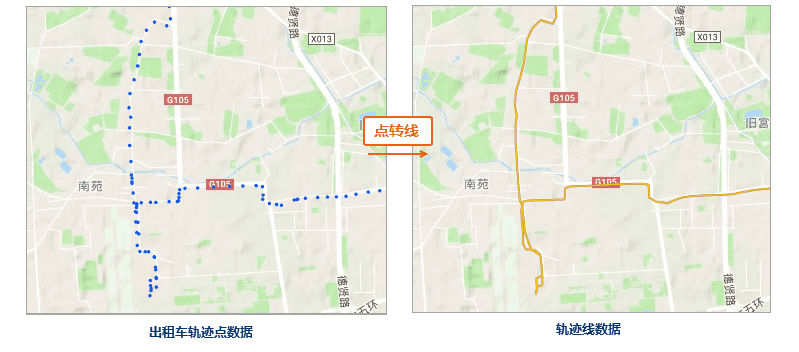 德贤路
X013
G105
南苑
G105
德贤路
五环
出租车轨迹点数据
点转线
德贤路
X013
G105
旧宫
南苑
G105
德贤路
五环
轨迹线数据